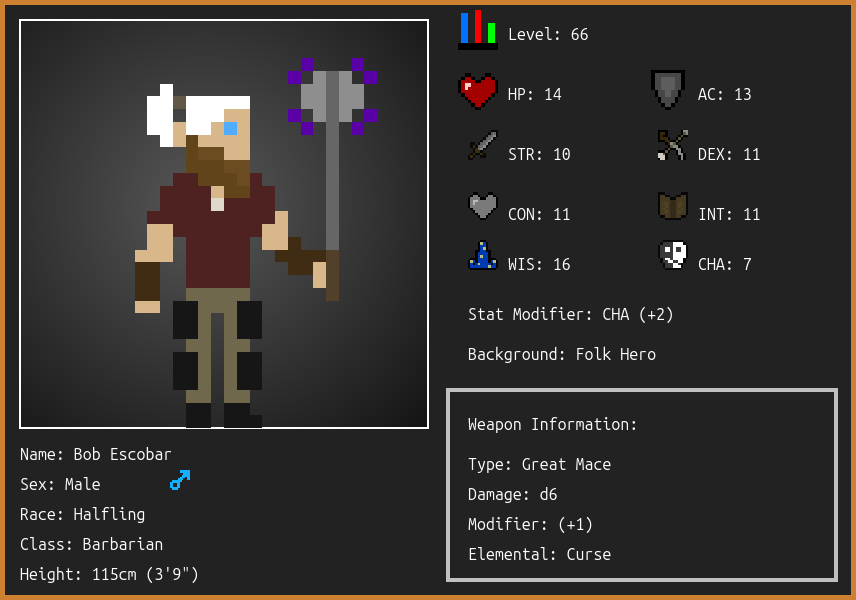 Level: 66
HP: 14
AC: 13
STR: 10
DEX: 11
CON: 11
INT: 11
WIS: 16
CHA: 7
Stat Modifier: CHA (+2)
Background: Folk Hero
Weapon Information:
Type: Great Mace
Damage: d6
Modifier: (+1)
Elemental: Curse
Name: Bob Escobar
Sex: Male
Race: Halfling
Class: Barbarian
Height: 115cm (3'9")